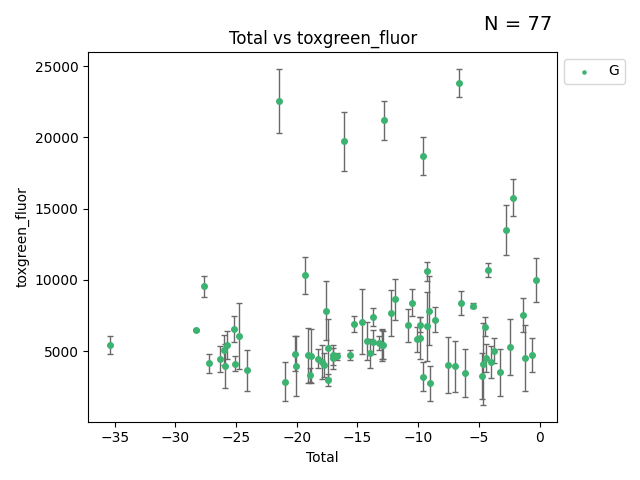 N = 77
Total vs toxgreen_fluor
G
25000
20000
15000
10000
5000
toxgreen_fluor
−35 −30 −25 −20 −15 −10 −5 0
Total